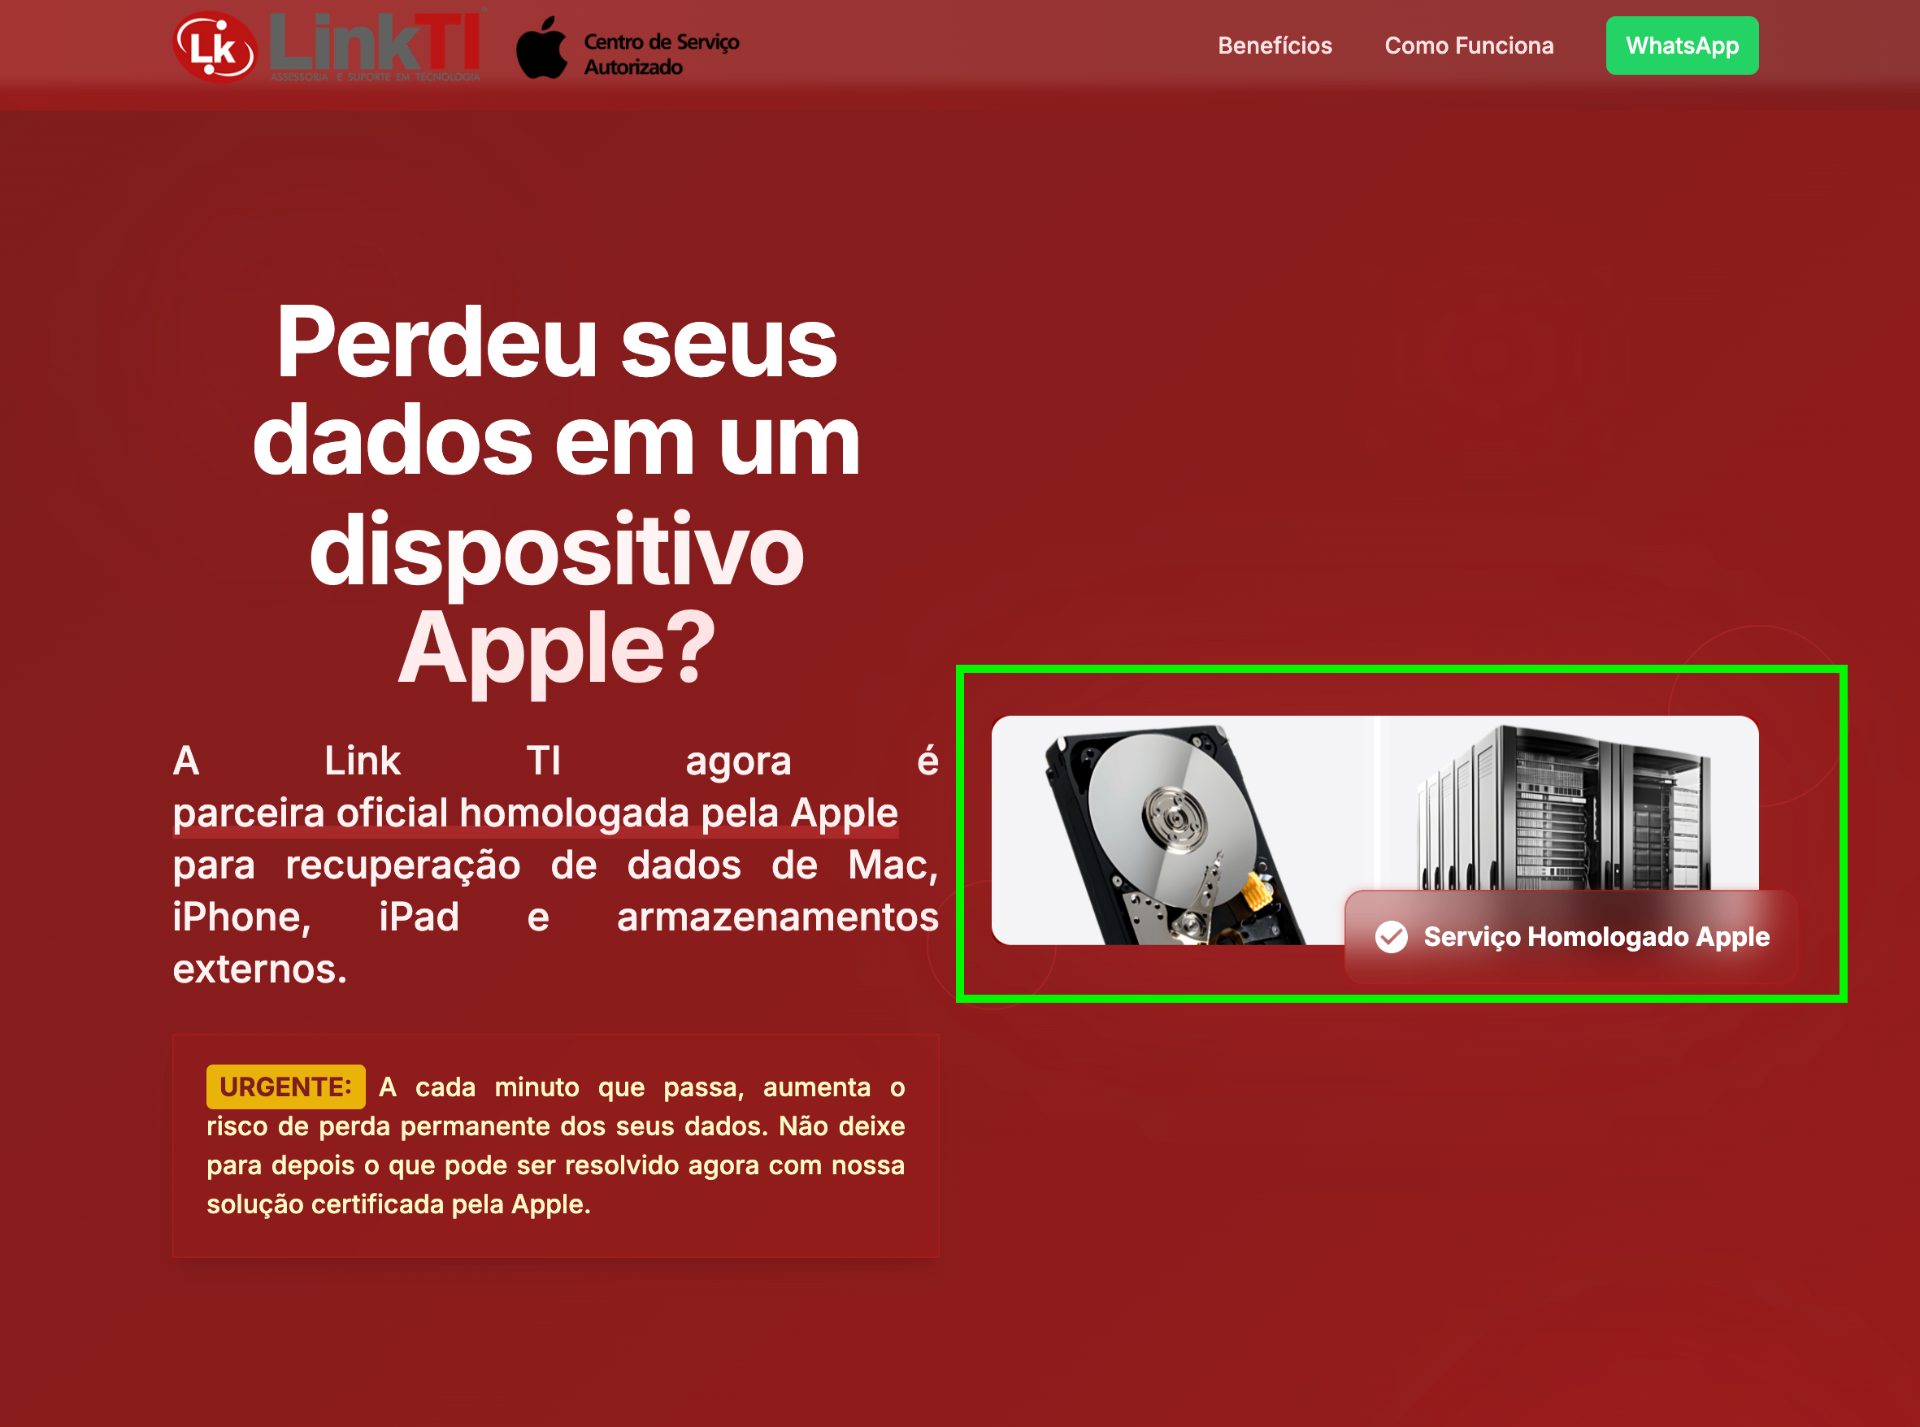 Lk LinkTI
ASSESSORIA E SUPORTE EM TECNOLOGIA
Centro de Serviço
Autorizado
Benefícios
Como Funciona
WhatsApp
Perdeu seus
dados em um
dispositivo
Apple?
A Link TI agora é
parceira oficial homologada pela Apple
para recuperação de dados de Mac,
iPhone, iPad e armazenamentos
externos.
URGENTE: A cada minuto que passa, aumenta o
risco de perda permanente dos seus dados. Não deixe
para depois o que pode ser resolvido agora com nossa
solução certificada pela Apple.
Serviço Homologado Apple